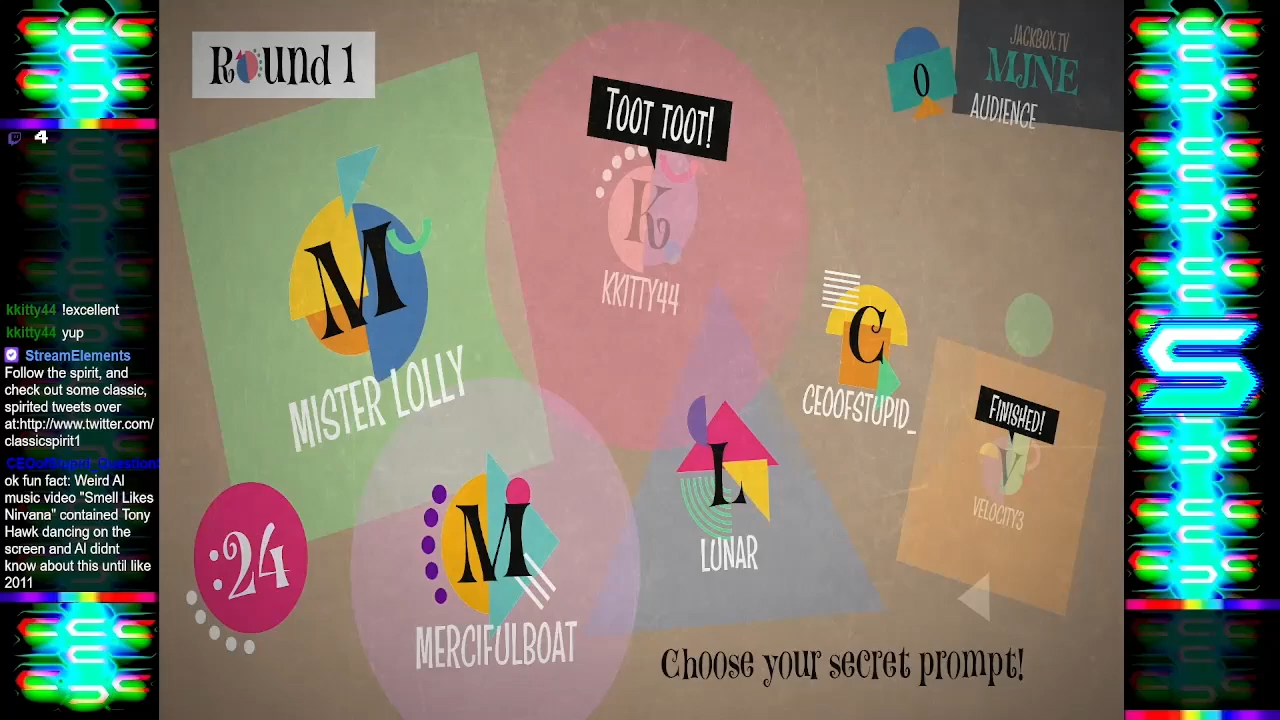 Round 1
TOOT TOOT!
0
JACKBOX.TV
MJNE
AUDIENCE
4
M
K
KKITTY44
C
CEOOFSTUPID_
MISTER LOLLY
FINISHED!
V
VELOCITY3
L
LUNAR
:24
M
MERCIFULBOAT
Choose your secret prompt!
kkitty44 !excellent
kkitty44 yup
StreamElements
Follow the spirit, and
check out some classic,
spirited tweets over
at:http://www.twitter.com/
classicspirit1
CEOofStupid_Question
ok fun fact: Weird Al
music video "Smell Likes
Nirvana" contained Tony
Hawk dancing on the
screen and Al didnt
know about this until like
2011
S